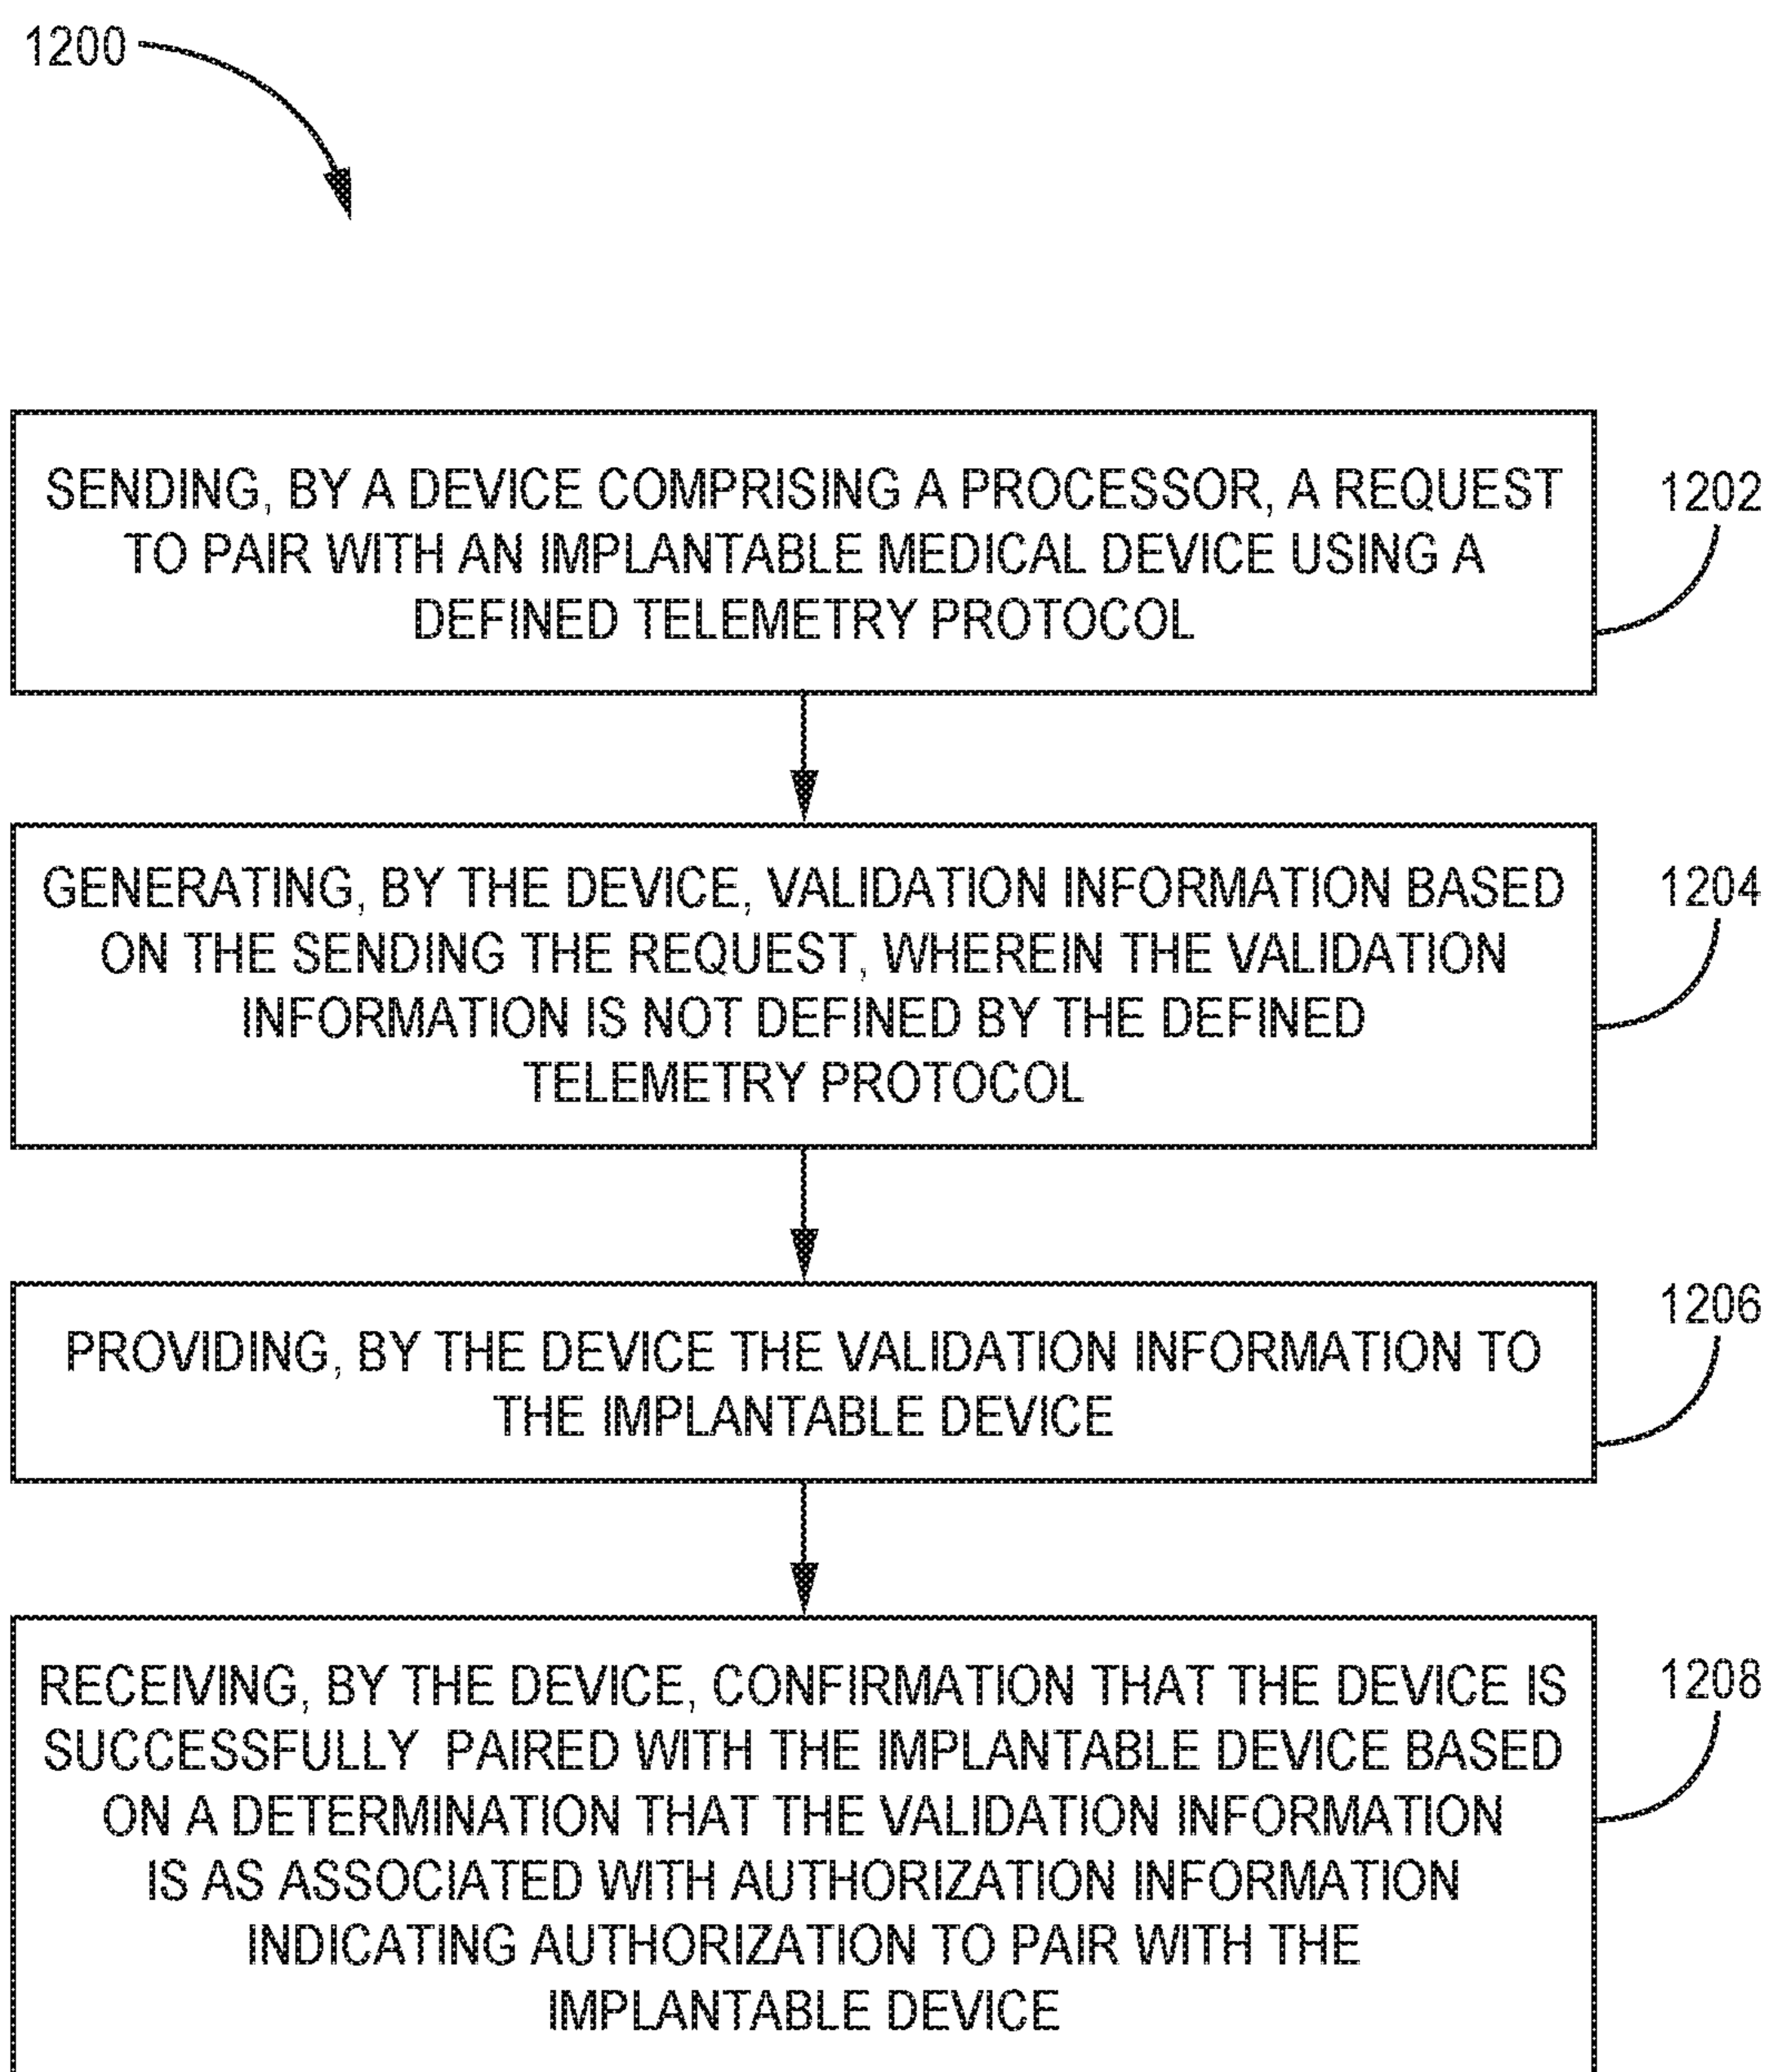 1200
SENDING, BY A DEVICE COMPRISING A PROCESSOR, A REQUEST
TO PAIR WITH AN IMPLANTABLE MEDICAL DEVICE USING A
DEFINED TELEMETRY PROTOCOL
1202
GENERATING, BY THE DEVICE, VALIDATION INFORMATION BASED
ON THE SENDING THE REQUEST, WHEREIN THE VALIDATION
INFORMATION IS NOT DEFINED BY THE DEFINED
TELEMETRY PROTOCOL
1204
PROVIDING, BY THE DEVICE THE VALIDATION INFORMATION TO
THE IMPLANTABLE DEVICE
1206
RECEIVING, BY THE DEVICE, CONFIRMATION THAT THE DEVICE IS
SUCCESSFULLY PAIRED WITH THE IMPLANTABLE DEVICE BASED
ON A DETERMINATION THAT THE VALIDATION INFORMATION
IS AS ASSOCIATED WITH AUTHORIZATION INFORMATION
INDICATING AUTHORIZATION TO PAIR WITH THE
IMPLANTABLE DEVICE
1208